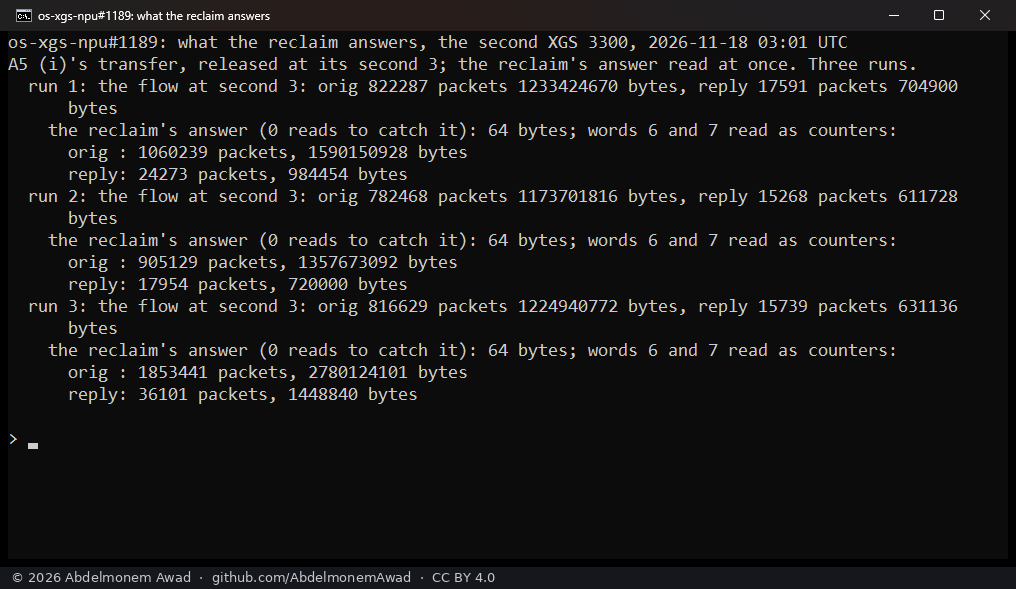 os-xgs-npu#1189: what the reclaim answers
os-xgs-npu#1189: what the reclaim answers, the second XGS 3300, 2026-11-18 03:01 UTC
A5 (i)'s transfer, released at its second 3; the reclaim's answer read at once. Three runs.
run 1: the flow at second 3: orig 822287 packets 1233424670 bytes, reply 17591 packets 704900
bytes
the reclaim's answer (0 reads to catch it): 64 bytes; words 6 and 7 read as counters:
orig : 1060239 packets, 1590150928 bytes
reply: 24273 packets, 984454 bytes
run 2: the flow at second 3: orig 782468 packets 1173701816 bytes, reply 15268 packets 611728
bytes
the reclaim's answer (0 reads to catch it): 64 bytes; words 6 and 7 read as counters:
orig : 905129 packets, 1357673092 bytes
reply: 17954 packets, 720000 bytes
run 3: the flow at second 3: orig 816629 packets 1224940772 bytes, reply 15739 packets 631136
bytes
the reclaim's answer (0 reads to catch it): 64 bytes; words 6 and 7 read as counters:
orig : 1853441 packets, 2780124101 bytes
reply: 36101 packets, 1448840 bytes
> _
© 2026 Abdelmonem Awad · github.com/AbdelmonemAwad · CC BY 4.0